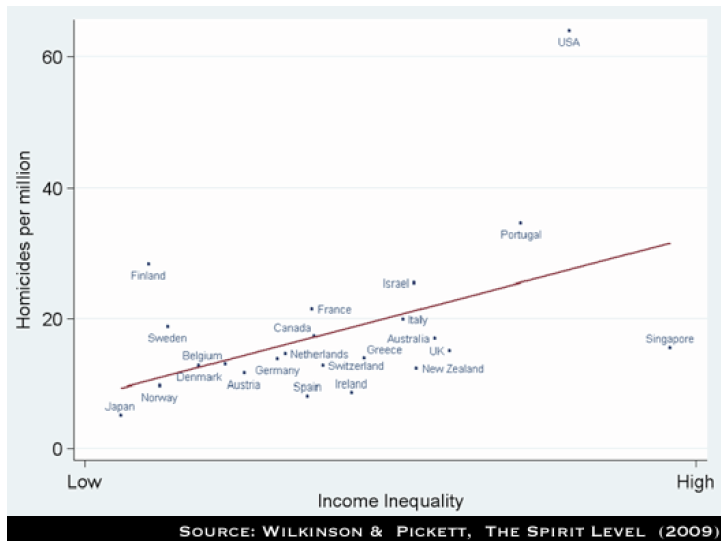 USA
60
Homicides per million
40
Portugal
Finland
Israel
France
20
Italy
Canada
Sweden
Australia
Singapore
Belgium
Netherlands
Greece
UK
Denmark
Germany
Switzerland
New Zealand
Austria
Spain
Ireland
Norway
Japan
0
Low
High
Income Inequality
SOURCE: WILKINSON & PICKETT, THE SPIRIT LEVEL (2009)